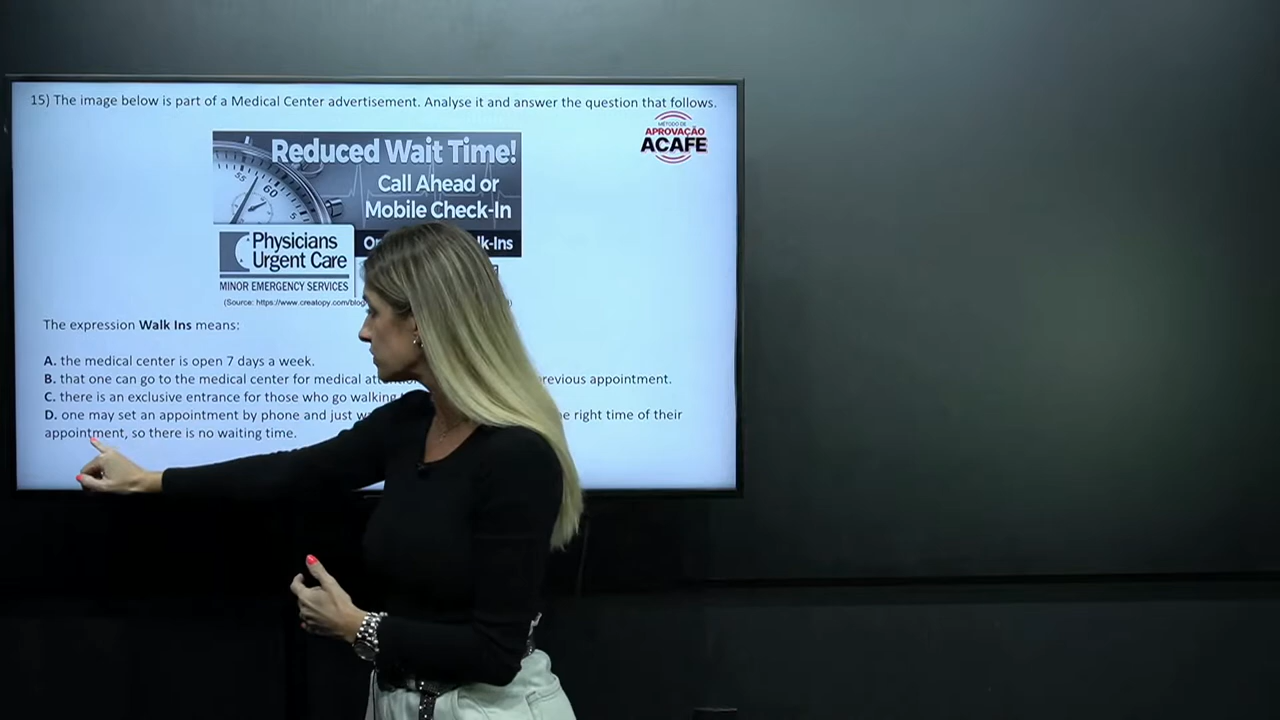 15) The image below is part of a Medical Center advertisement. Analyse it and answer the question that follows.
MÉTODO DE
APROVAÇÃO
ACAFE
Reduced Wait Time!
Call Ahead or
Mobile Check-In
55
60
5
Physicians
Urgent Care
MINOR EMERGENCY SERVICES
(Source: https://www.creatopy.com/blog
The expression Walk Ins means:
A. the medical center is open 7 days a week.
B. that one can go to the medical center for medical previous appointment.
C. there is an exclusive entrance for those who go walking
D. one may set an appointment by phone and just right time of their
appointment, so there is no waiting time.